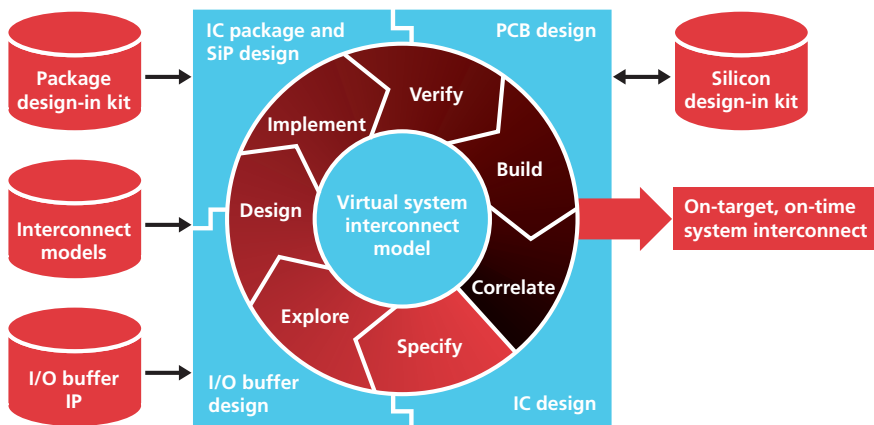 IC package and
SiP design
PCB design
Package
design-in kit
Silicon
design-in kit
Verify
Implement
Build
Design
Virtual system
interconnect
model
On-target, on-time
system interconnect
Interconnect
models
Correlate
Explore
Specify
I/O buffer
IP
I/O buffer
design
IC design